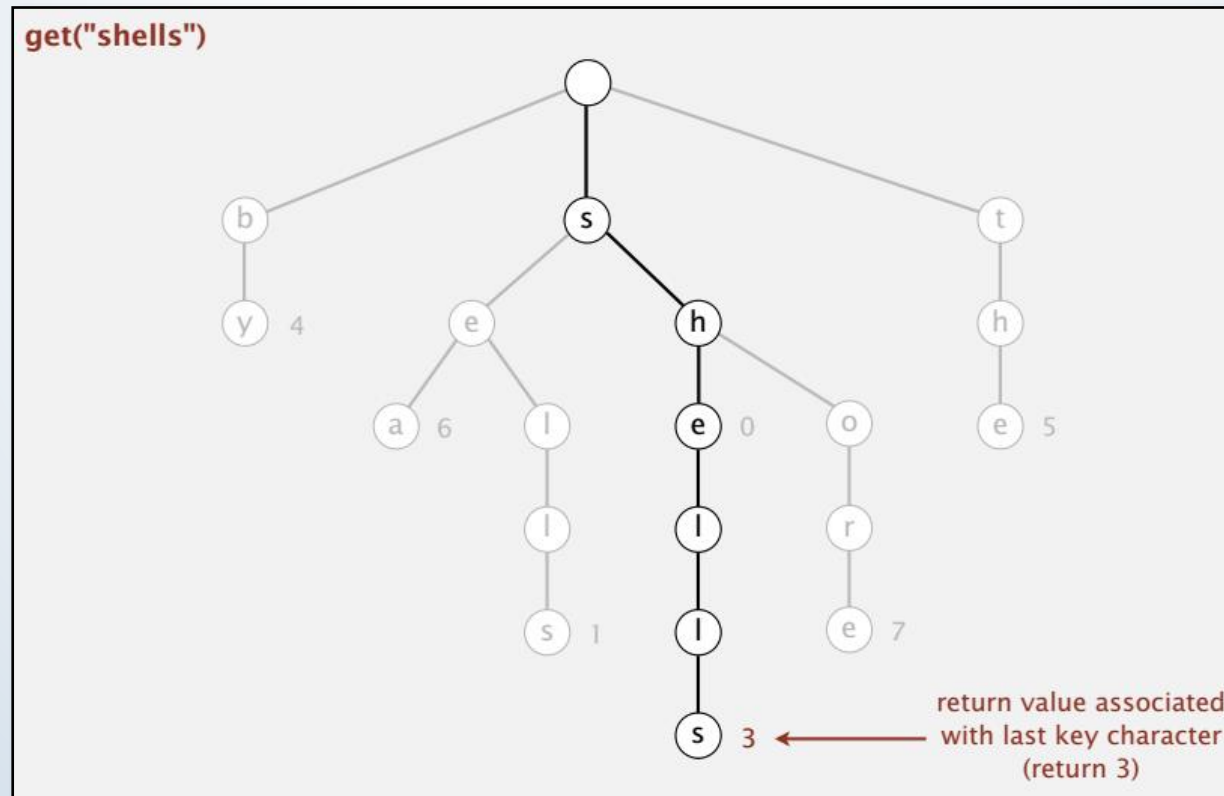 get("shells")
s
b
t
y 4
e
h
h
a 6
l
e 0
o
e 5
l
l
r
s 1
l
e 7
s 3
return value associated
with last key character
(return 3)